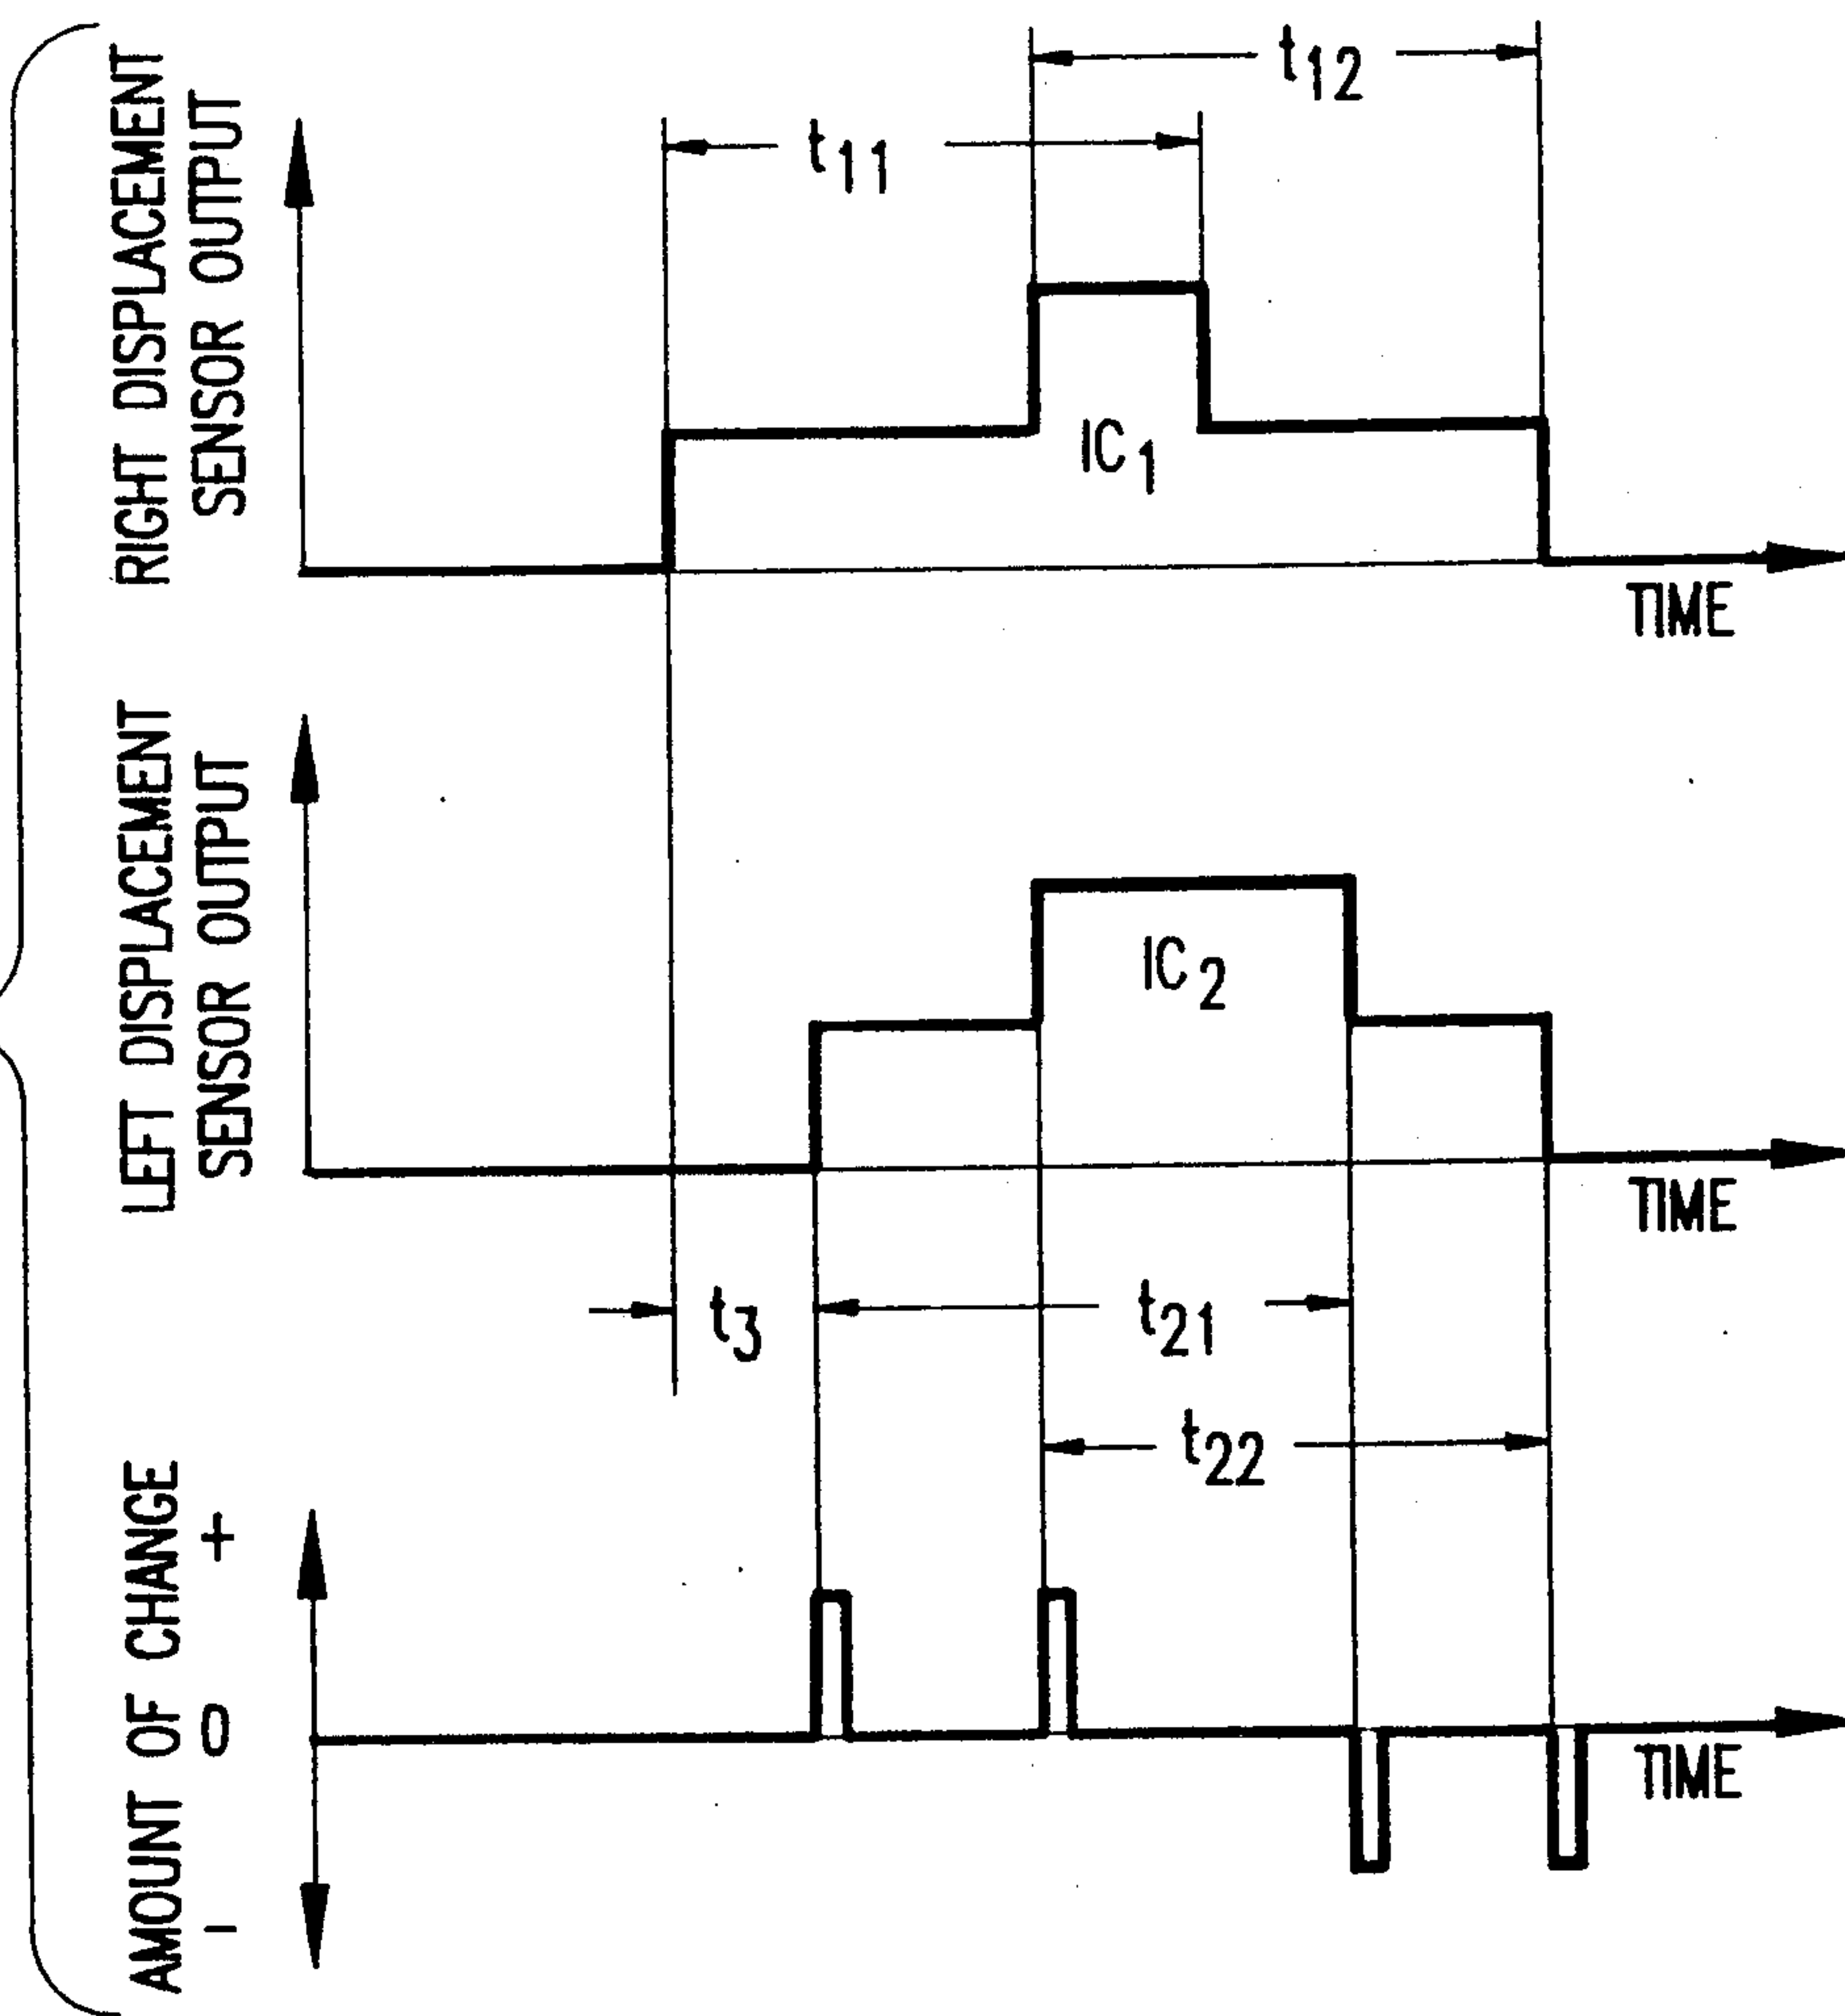 RIGHT DISPLACEMENT
SENSOR OUTPUT
t12
t11
IC1
TIME
LEFT DISPLACEMENT
SENSOR OUTPUT
IC2
TIME
t3
t21
t22
AMOUNT OF CHANGE
+
0
-
TIME